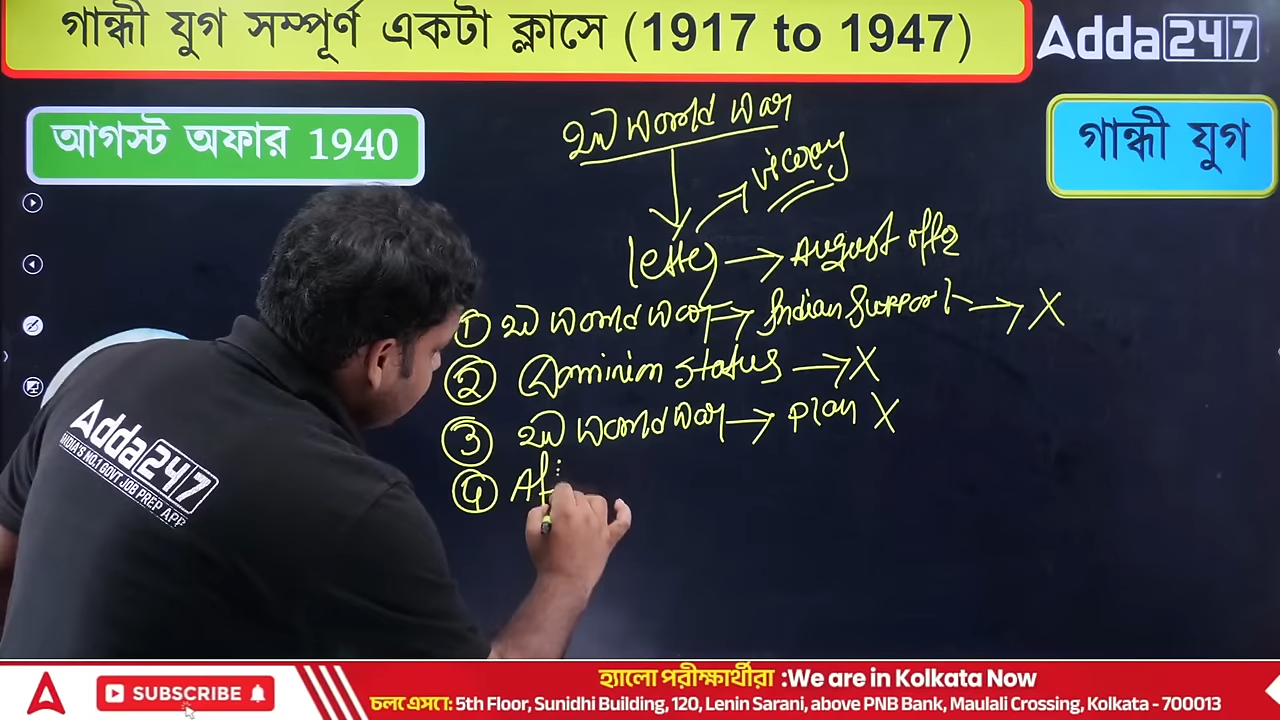 গান্ধী যুগ সম্পূর্ণ একটা ক্লাসে (1917 to 1947)
Adda247
আগস্ট অফার 1940
গান্ধী যুগ
2nd World War
letter → August offer
① 2nd World War → Indian Support → X
② Dominion status → X
③ 2nd World War → plan X
④ Af
Adda247
INDIA'S NO.1 GOVT JOB PREP APP
SUBSCRIBE
হ্যালো পরীক্ষার্থীরা :We are in Kolkata Now
চলে এসো: 5th Floor, Sunidhi Building, 120, Lenin Sarani, above PNB Bank, Maulali Crossing, Kolkata - 700013